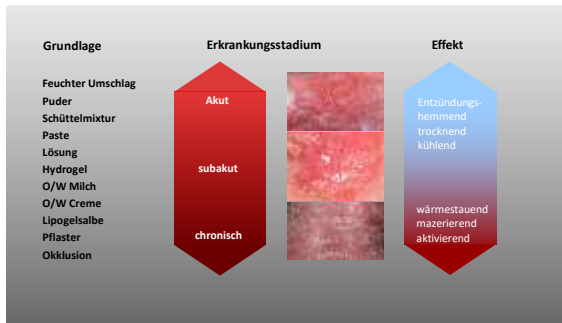 Grundlage
Erkrankungsstadium
Effekt
Feuchter Umschlag
Puder
Schüttelmixtur
Paste
Lösung
Hydrogel
O/W Milch
O/W Creme
Lipogelsalbe
Pflaster
Okklusion
Akut
subakut
chronisch
Entzündungs-
hemmend
trocknend
kühlend
wärmestauend
mazerierend
aktivierend